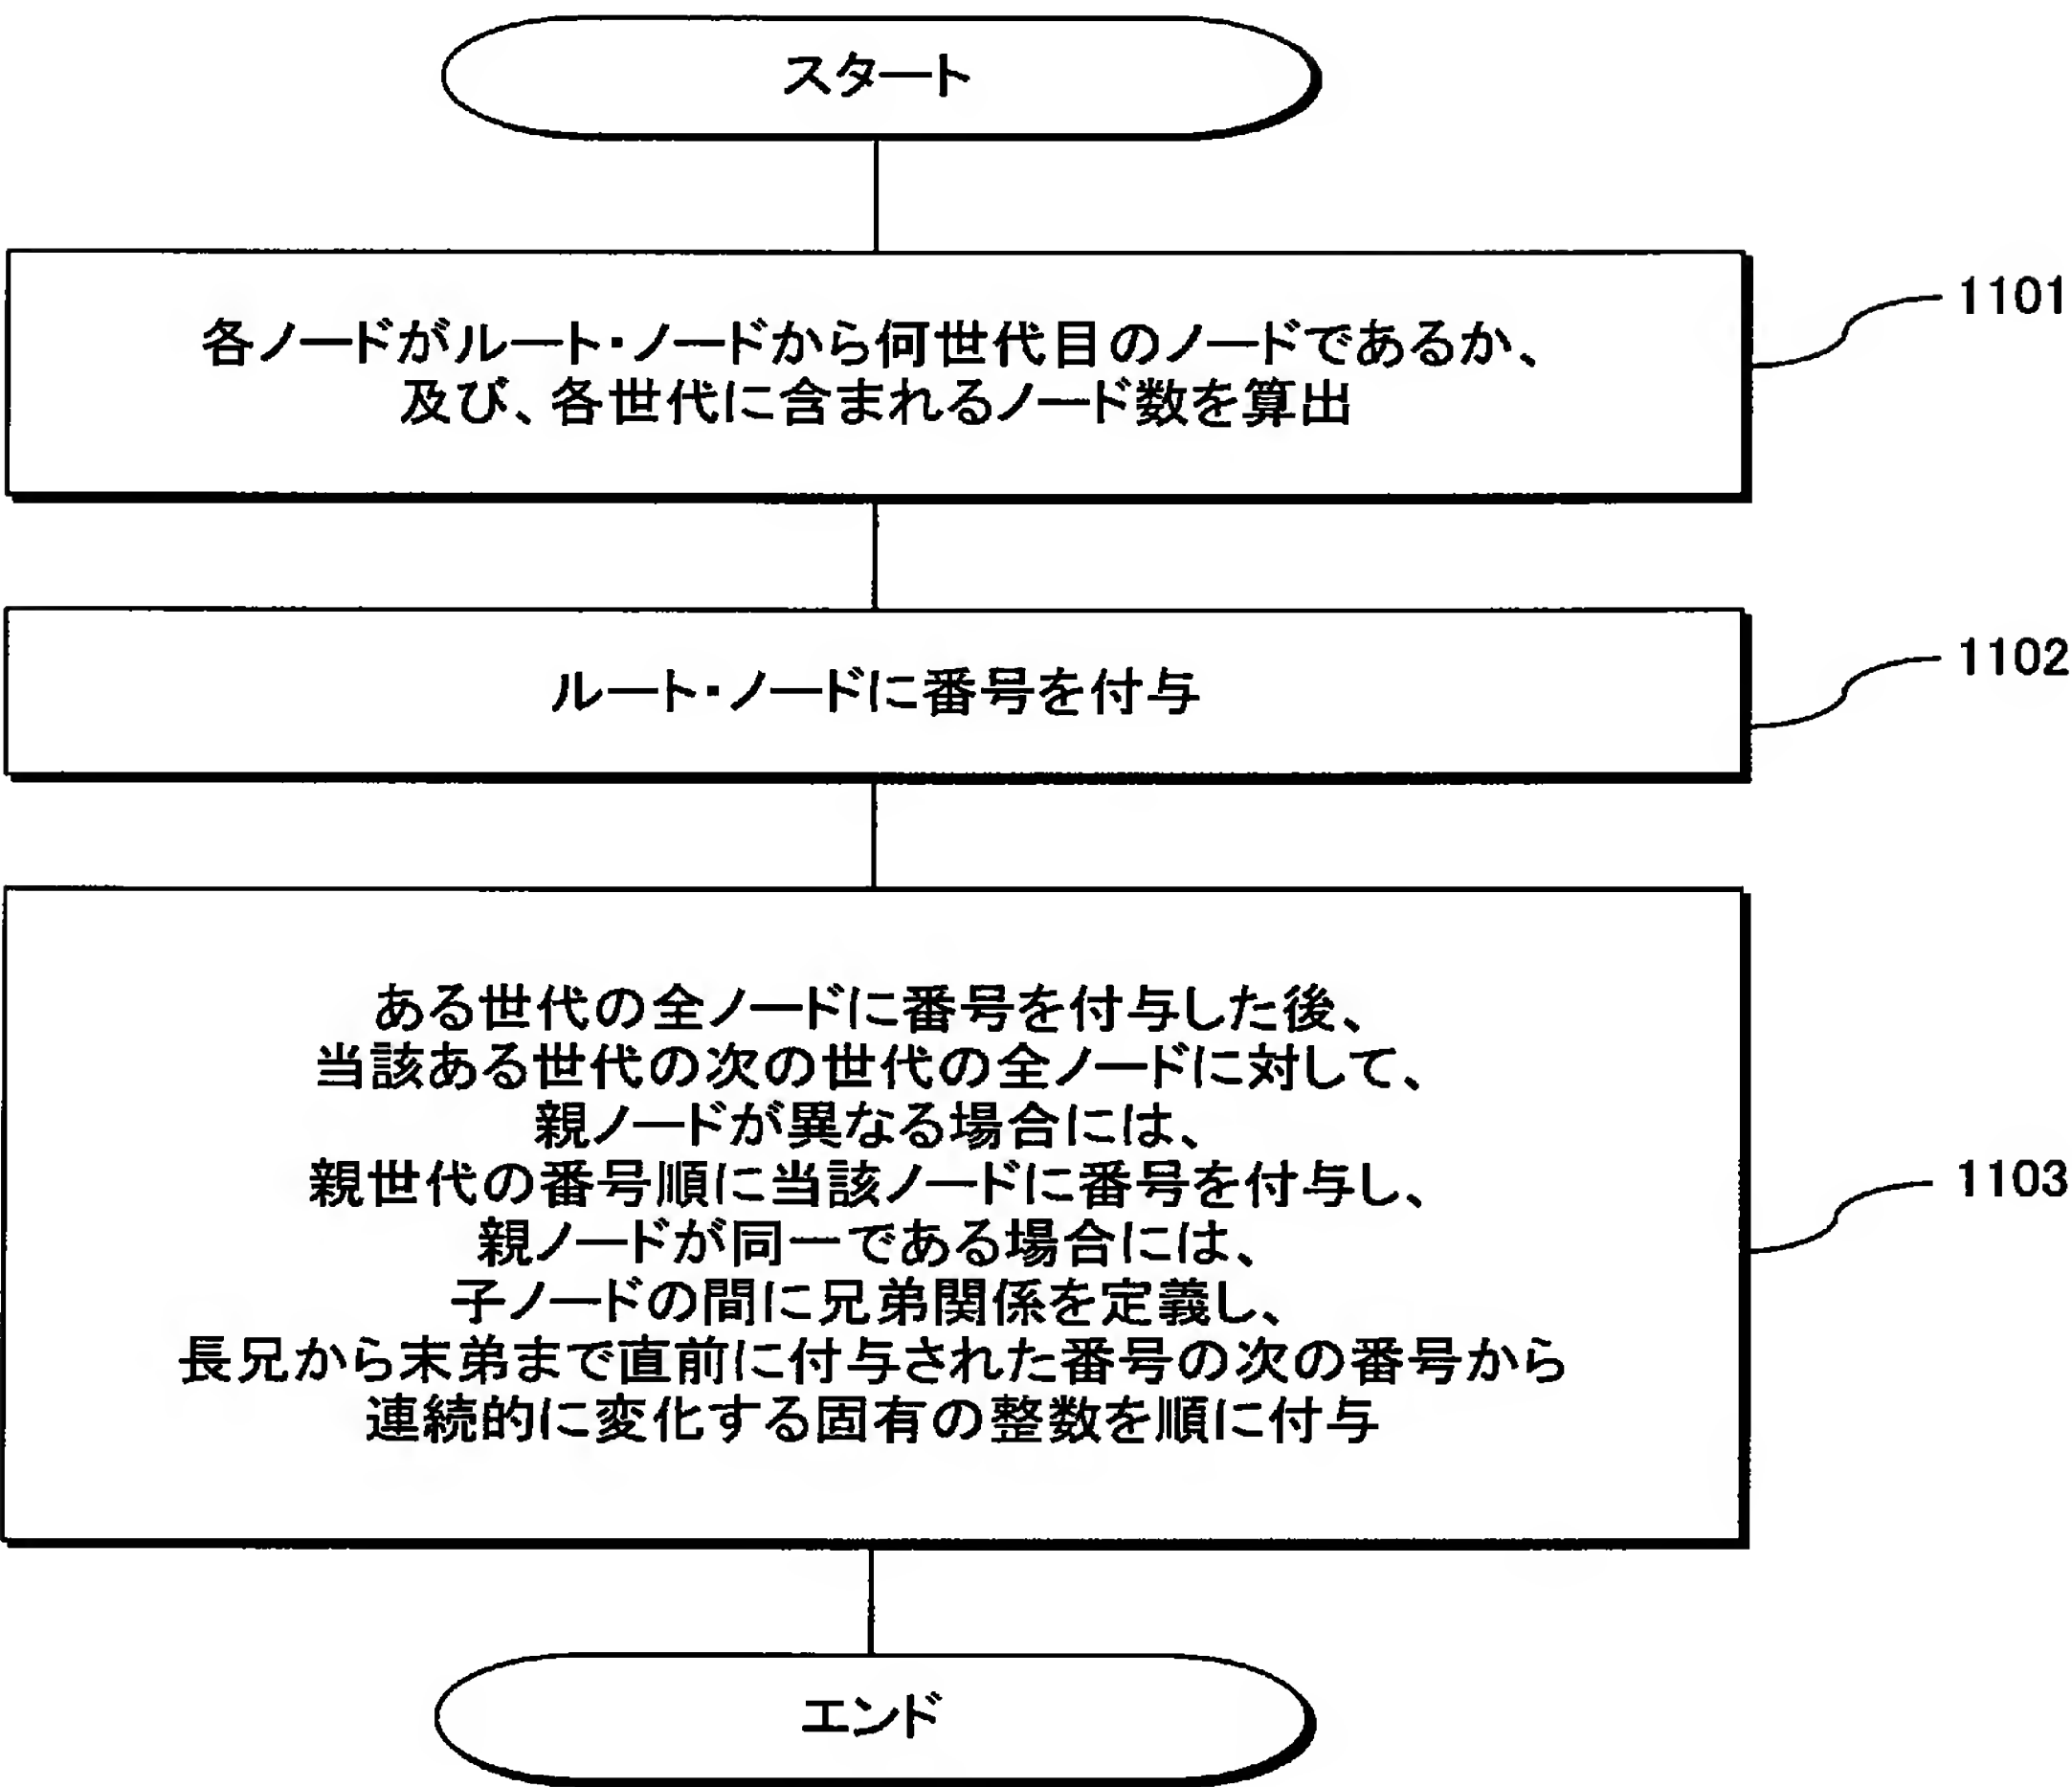 スタート
各ノードがルート・ノードから何世代目のノードであるか、
及び、各世代に含まれるノード数を算出
1101
ルート・ノードに番号を付与
1102
ある世代の全ノードに番号を付与した後、
当該ある世代の次の世代の全ノードに対して、
親ノードが異なる場合には、
親世代の番号順に当該ノードに番号を付与し、
親ノードが同一である場合には、
子ノードの間に兄弟関係を定義し、
長兄から末弟まで直前に付与された番号の次の番号から
連続的に変化する固有の整数を順に付与
1103
エンド